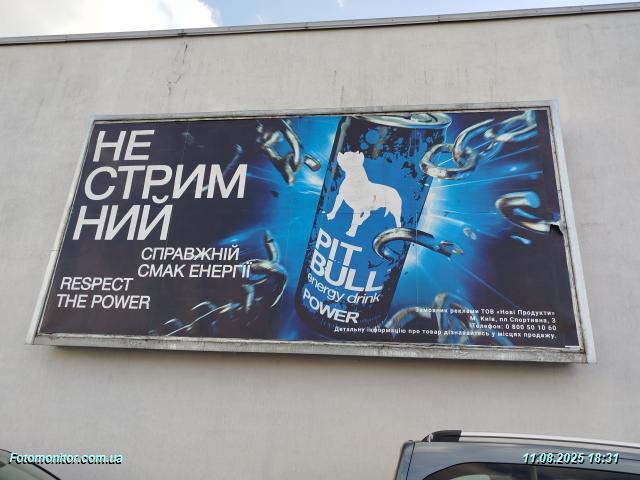 НЕ
СТРИМ
НИЙ
СПРАВЖНІЙ
СМАК ЕНЕРГІЇ
RESPECT
THE POWER
PIT
BULL
energy drink
POWER
Замовник реклами ТОВ «Нові Продукти»
М. Київ, пл Спортивна, 3
Телефон: 0 800 50 10 60
Детальну інформацію про товар дізнавайтесь у місцях продажу.
Fotomonitor.com.ua
11.08.2025 18:31